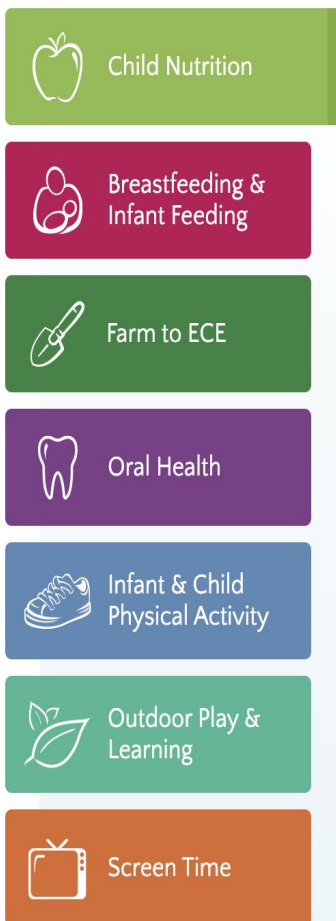 Child Nutrition
Breastfeeding &
Infant Feeding
Farm to ECE
Oral Health
Infant & Child
Physical Activity
Outdoor Play &
Learning
Screen Time